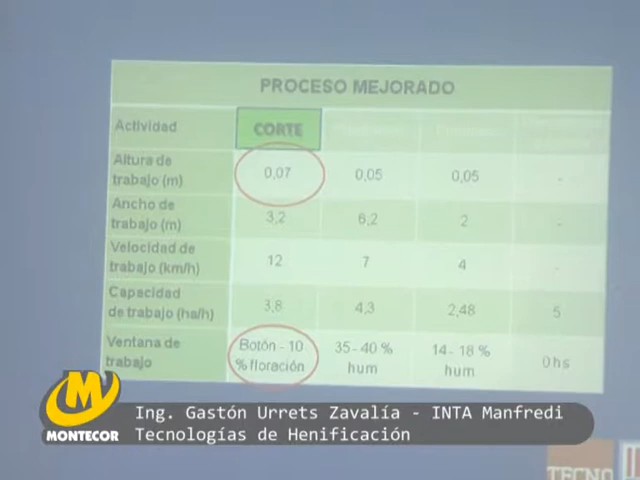 PROCESO MEJORADO
Actividad CORTE
Altura de trabajo (m) 0,07 0,05 0,05 -
Ancho de trabajo (m) 3,2 6,2 2 -
Velocidad de trabajo (km/h) 12 7 4 -
Capacidad de trabajo (ha/h) 3,8 4,3 2,48 5
Ventana de trabajo Botón - 10 % floración 35- 40 % hum 14- 18 % hum 0hs
MONTECOR
Ing. Gastón Urrets Zavalía - INTA Manfredi
Tecnologías de Henificación
TECNO